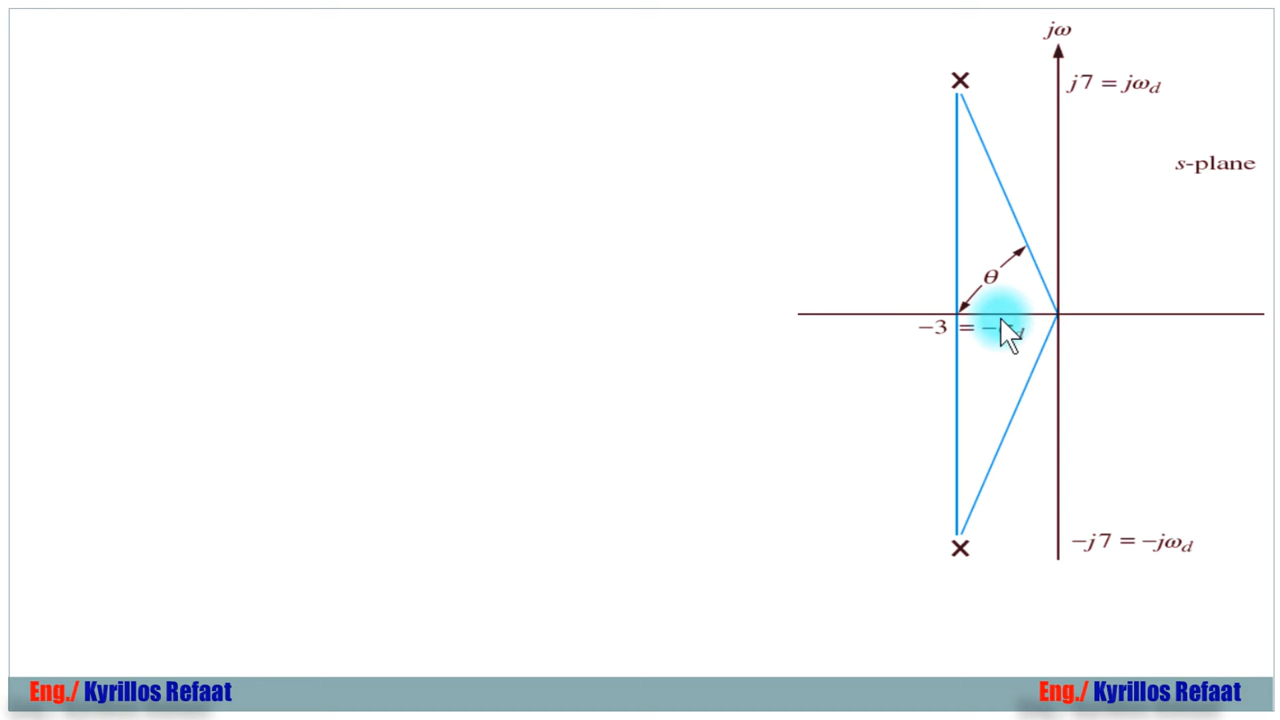 jω
j7 = jω_d
s-plane
θ
−3 = −
−j7 = −jω_d
Eng./ Kyrillos Refaat
Eng./ Kyrillos Refaat